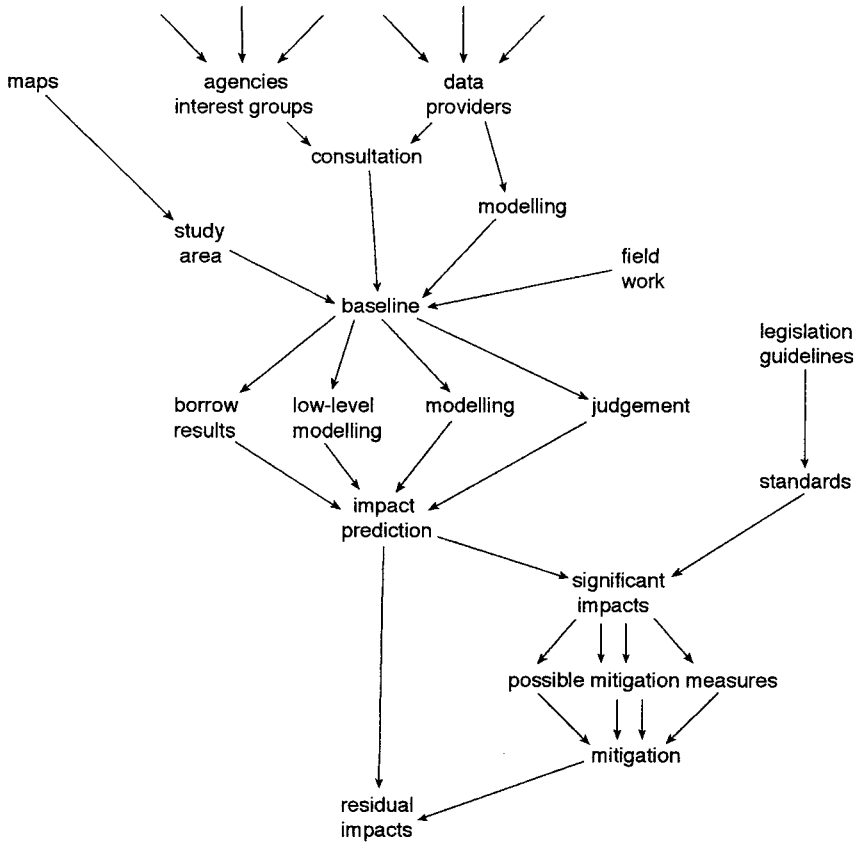 maps
agencies
interest groups
data
providers
consultation
modelling
study
area
field
work
baseline
legislation
guidelines
borrow
results
low-level
modelling
modelling
judgement
standards
impact
prediction
significant
impacts
possible mitigation measures
mitigation
residual
impacts